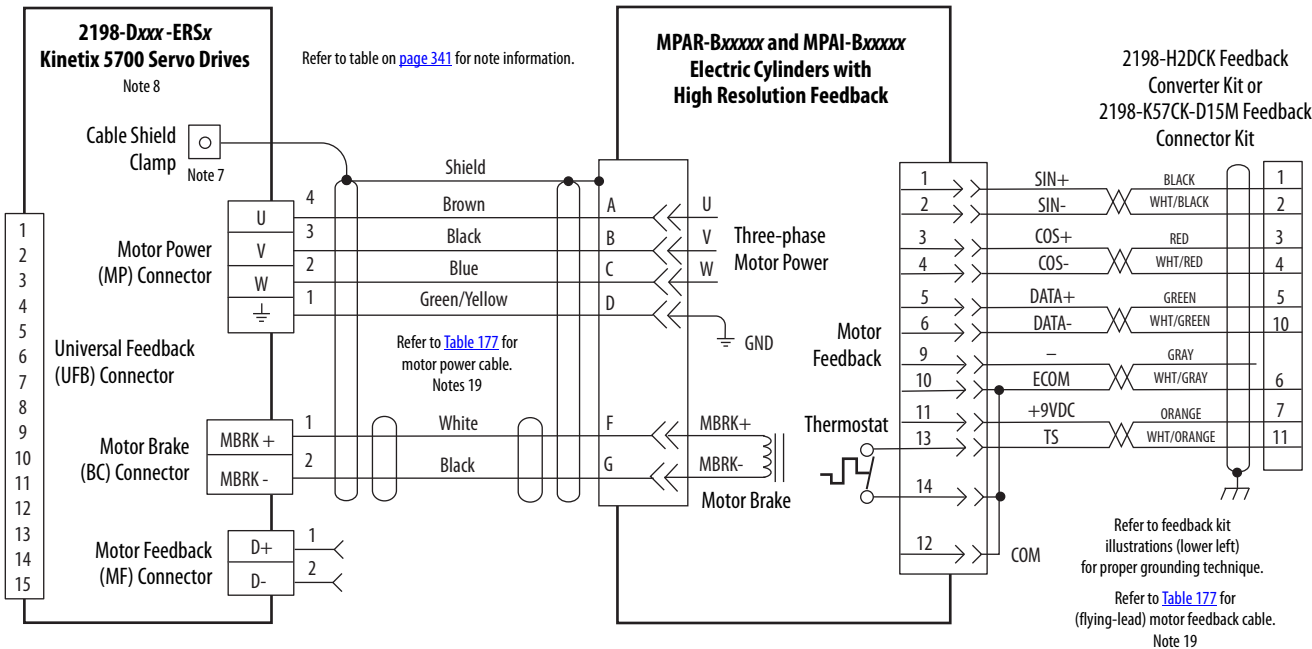 2198-Dxxx -ERSx
Kinetix 5700 Servo Drives
Note 8
Refer to table on page 341 for note information.
MPAR-Bxxxxx and MPAI-Bxxxxx
Electric Cylinders with
High Resolution Feedback
2198-H2DCK Feedback
Converter Kit or
2198-K57CK-D15M Feedback
Connector Kit
Cable Shield
Clamp
Note 7
Shield
1
2
3
4
5
6
7
8
9
10
11
12
13
14
15
Universal Feedback
(UFB) Connector
Motor Power
(MP) Connector
U
V
W
4
3
2
1
Brown
Black
Blue
Green/Yellow
A
B
C
D
U
V
W
Three-phase
Motor Power
GND
Refer to Table 177 for
motor power cable.
Notes 19
Motor Brake
(BC) Connector
MBRK +
MBRK -
1
2
White
Black
F
G
MBRK+
MBRK-
Motor Brake
Motor Feedback
(MF) Connector
D+
D-
1
2
Motor
Feedback
Thermostat
1 SIN+ BLACK 1
2 SIN- WHT/BLACK 2
3 COS+ RED 3
4 COS- WHT/RED 4
5 DATA+ GREEN 5
6 DATA- WHT/GREEN 10
9 – GRAY
10 ECOM WHT/GRAY 6
11 +9VDC ORANGE 7
13 TS WHT/ORANGE 11
14
12 COM
Refer to feedback kit
illustrations (lower left)
for proper grounding technique.
Refer to Table 177 for
(flying-lead) motor feedback cable.
Note 19